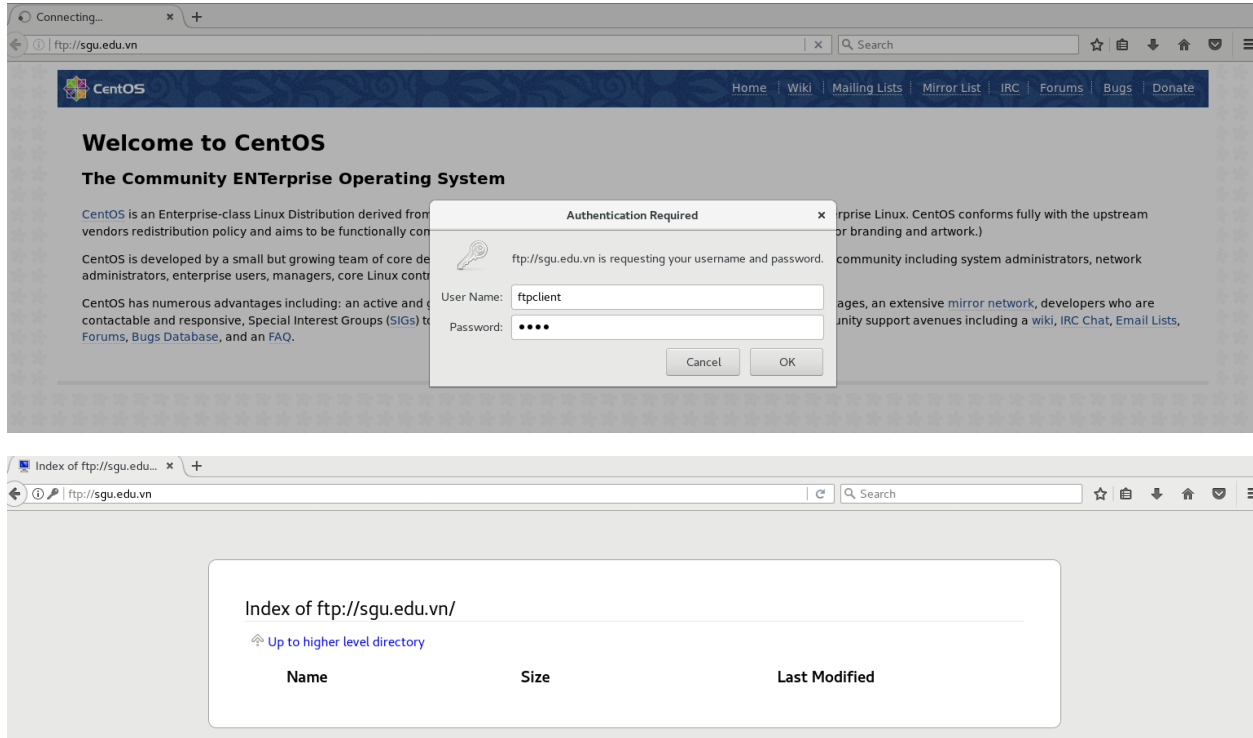 Connecting...
ftp://sgu.edu.vn
Search
CentOS
Home Wiki Mailing Lists Mirror List IRC Forums Bugs Donate
Welcome to CentOS
The Community ENTerprise Operating System
CentOS is an Enterprise-class Linux Distribution derived from
rprise Linux. CentOS conforms fully with the upstream
vendors redistribution policy and aims to be functionally com
or branding and artwork.)
CentOS is developed by a small but growing team of core de
community including system administrators, network
administrators, enterprise users, managers, core Linux contr
CentOS has numerous advantages including: an active and g
ages, an extensive mirror network, developers who are
contactable and responsive, Special Interest Groups (SIGs) to
unity support avenues including a wiki, IRC Chat, Email Lists,
Forums, Bugs Database, and an FAQ.
Authentication Required
ftp://sgu.edu.vn is requesting your username and password.
User Name: ftpclient
Password: ••••
Cancel OK
Index of ftp://sgu.edu...
ftp://sgu.edu.vn
Search
Index of ftp://sgu.edu.vn/
Up to higher level directory
Name Size Last Modified